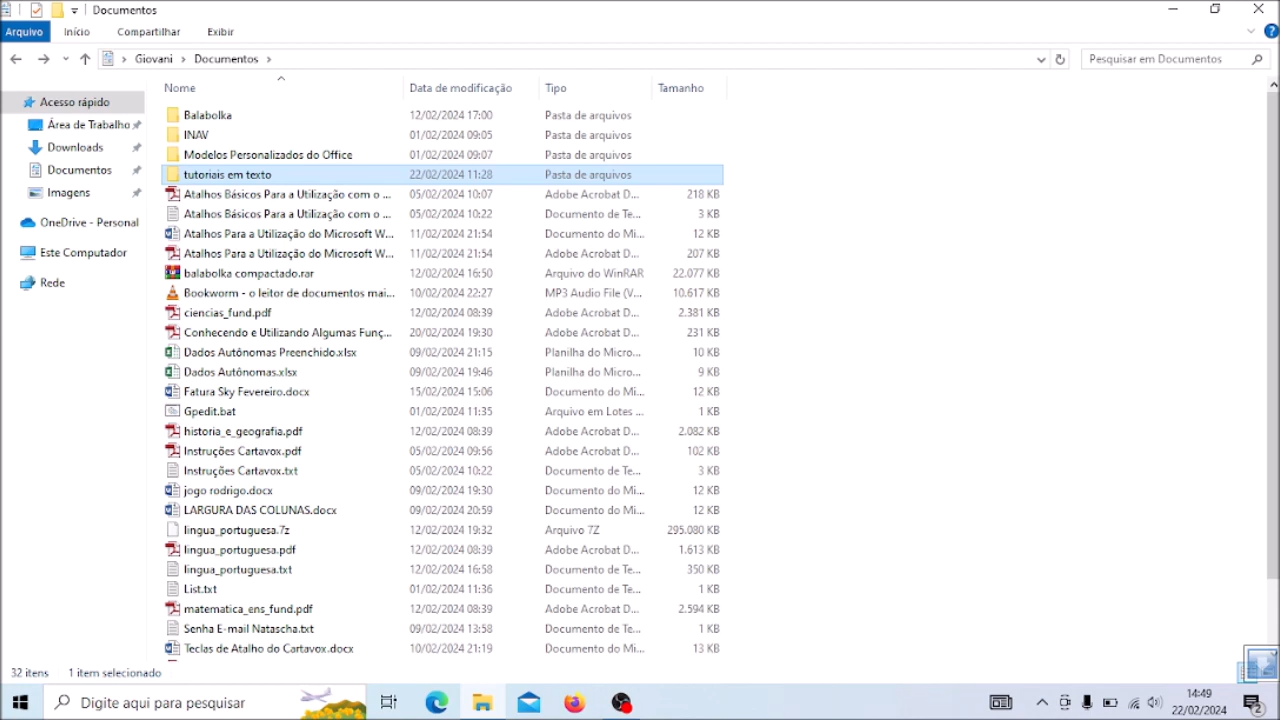 Documentos
Arquivo Início Compartilhar Exibir
Giovani Documentos Pesquisar em Documentos
Nome Data de modificação Tipo Tamanho
Acesso rápido
Área de Trabalho
Downloads
Documentos
Imagens
OneDrive - Personal
Este Computador
Rede
Balabolka 12/02/2024 17:00 Pasta de arquivos
INAV 01/02/2024 09:05 Pasta de arquivos
Modelos Personalizados do Office 01/02/2024 09:07 Pasta de arquivos
tutoriais em texto 22/02/2024 11:28 Pasta de arquivos
Atalhos Básicos Para a Utilização com o ... 05/02/2024 10:07 Adobe Acrobat D... 218 KB
Atalhos Básicos Para a Utilização com o ... 05/02/2024 10:22 Documento de Te... 3 KB
Atalhos Para a Utilização do Microsoft W... 11/02/2024 21:54 Documento do Mi... 12 KB
Atalhos Para a Utilização do Microsoft W... 11/02/2024 21:54 Adobe Acrobat D... 207 KB
balabolka compactado.rar 12/02/2024 16:50 Arquivo do WinRAR 22.077 KB
Bookworm - o leitor de documentos mai... 10/02/2024 22:27 MP3 Audio File (V... 10.617 KB
ciencias_fund.pdf 12/02/2024 08:39 Adobe Acrobat D... 2.381 KB
Conhecendo e Utilizando Algumas Funç... 20/02/2024 19:30 Adobe Acrobat D... 231 KB
Dados Autônomas Preenchido.xlsx 09/02/2024 21:15 Planilha do Micro... 10 KB
Dados Autônomas.xlsx 09/02/2024 19:46 Planilha do Micro... 9 KB
Fatura Sky Fevereiro.docx 15/02/2024 15:06 Documento do Mi... 12 KB
Gpedit.bat 01/02/2024 11:35 Arquivo em Lotes ... 1 KB
historia_e_geografia.pdf 12/02/2024 08:39 Adobe Acrobat D... 2.082 KB
Instruções Cartavox.pdf 05/02/2024 09:56 Adobe Acrobat D... 102 KB
Instruções Cartavox.txt 05/02/2024 10:22 Documento de Te... 3 KB
jogo rodrigo.docx 09/02/2024 19:30 Documento do Mi... 12 KB
LARGURA DAS COLUNAS.docx 09/02/2024 20:59 Documento do Mi... 12 KB
lingua_portuguesa.7z 12/02/2024 19:32 Arquivo 7Z 295.080 KB
lingua_portuguesa.pdf 12/02/2024 08:39 Adobe Acrobat D... 1.613 KB
lingua_portuguesa.txt 12/02/2024 16:58 Documento de Te... 350 KB
List.txt 01/02/2024 11:36 Documento de Te... 1 KB
matematica_ens_fund.pdf 12/02/2024 08:39 Adobe Acrobat D... 2.594 KB
Senha E-mail Natascha.txt 09/02/2024 13:58 Documento de Te... 1 KB
Teclas de Atalho do Cartavox.docx 10/02/2024 21:19 Documento do Mi... 13 KB
32 itens 1 item selecionado
Digite aqui para pesquisar
14:49
22/02/2024
2